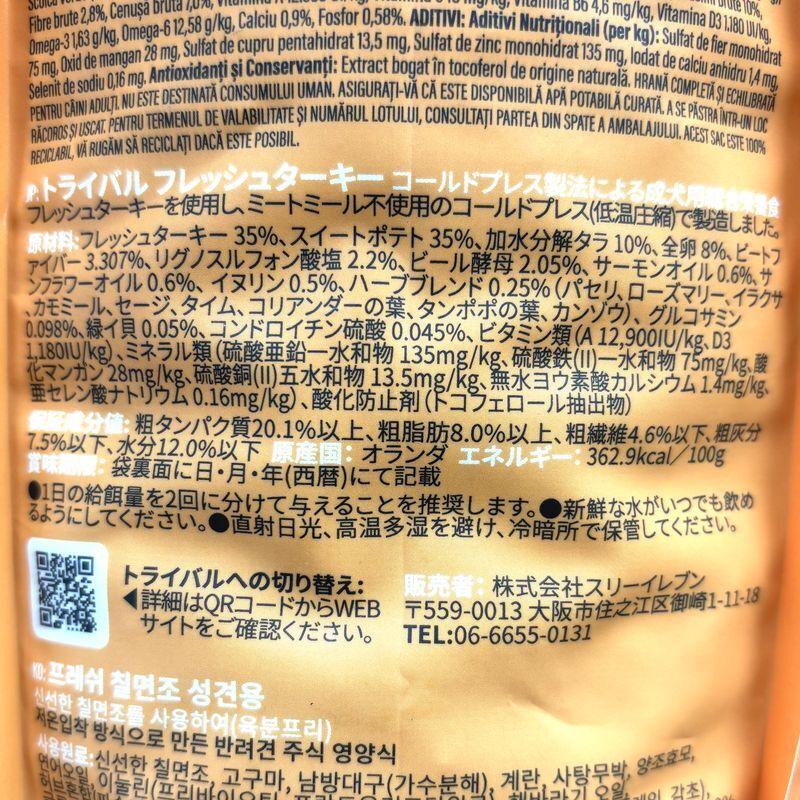 Fibre brute 2,8%, Cenușă brută 7,0%, Vitamina B6 4,6 mg/kg, Vitamina D3 1.180 UI/kg,
Omega-3 1,63 g/kg, Omega-6 12,58 g/kg, Calciu 0,9%, Fosfor 0,58%. ADITIVI: Aditivi Nutriționali (per kg): Sulfat de fier monohidrat
75 mg, Oxid de mangan 28 mg, Sulfat de cupru pentahidrat 13,5 mg, Sulfat de zinc monohidrat 135 mg, Iodat de calciu anhidru 1,4 mg,
Selenit de sodiu 0,16 mg. Antioxidanți și Conservanți: Extract bogat în tocoferol de origine naturală. HRANĂ COMPLETĂ ȘI ECHILIBRATĂ
PENTRU CÂINI ADULȚI. NU ESTE DESTINATĂ CONSUMULUI UMAN. ASIGURAȚI-VĂ CĂ ESTE DISPONIBILĂ APĂ POTABILĂ CURATĂ. A SE PĂSTRA ÎNTR-UN LOC
RĂCOROS ȘI USCAT. PENTRU TERMENUL DE VALABILITATE ȘI NUMĂRUL LOTULUI, CONSULTAȚI PARTEA DIN SPATE A AMBALAJULUI. ACEST SAC ESTE 100%
RECICLABIL, VĂ RUGĂM SĂ RECICLAȚI DACĂ ESTE POSIBIL.
JP: トライバル フレッシュターキー コールドプレス製法による成犬用総合栄養食
フレッシュターキーを使用し、ミートミール不使用のコールドプレス(低温圧縮)で製造しました。
原材料:フレッシュターキー 35%、スイートポテト 35%、加水分解タラ 10%、全卵 8%、ビートフ
ァイバー 3.307%、リグノスルフォン酸塩 2.2%、ビール酵母 2.05%、サーモンオイル 0.6%、サ
ンフラワーオイル 0.6%、イヌリン 0.5%、ハーブブレンド 0.25% (パセリ、ローズマリー、イラクサ
、カモミール、セージ、タイム、コリアンダーの葉、タンポポの葉、カンゾウ)、グルコサミン
0.098%、緑イ貝 0.05%、コンドロイチン硫酸 0.045%、ビタミン類 (A 12,900IU/kg、D3
1,180IU/kg)、ミネラル類 (硫酸亜鉛一水和物 135mg/kg、硫酸鉄(II)一水和物 75mg/kg、酸
化マンガン 28mg/kg、硫酸銅(II)五水和物 13.5mg/kg、無水ヨウ素酸カルシウム 1.4mg/kg、
亜セレン酸ナトリウム 0.16mg/kg)、酸化防止剤 (トコフェロール抽出物)
保証成分値: 粗タンパク質20.1%以上、粗脂肪8.0%以上、粗繊維4.6%以下、粗灰分
7.5%以下、水分12.0%以下 原産国: オランダ エネルギー: 362.9kcal/100g
賞味期限: 袋裏面に日・月・年(西暦)にて記載
●1日の給餌量を2回に分けて与えることを推奨します。●新鮮な水がいつでも飲め
るようにしてください。●直射日光、高温多湿を避け、冷暗所で保管してください。
トライバルへの切り替え:
◀詳細はQRコードからWEB
サイトをご確認ください。
販売者: 株式会社スリーイレブン
〒559-0013 大阪市住之江区御崎1-11-18
TEL:06-6655-0131
KO: 프레쉬 칠면조 성견용
신선한 칠면조를 사용하여(육분프리)
저온압착 방식으로 만든 반려견 주식 영양식
사용원료:신선한 칠면조, 고구마, 남방대구(가수분해), 계란, 사탕무박, 양조효모,
연어오일, 이눌린